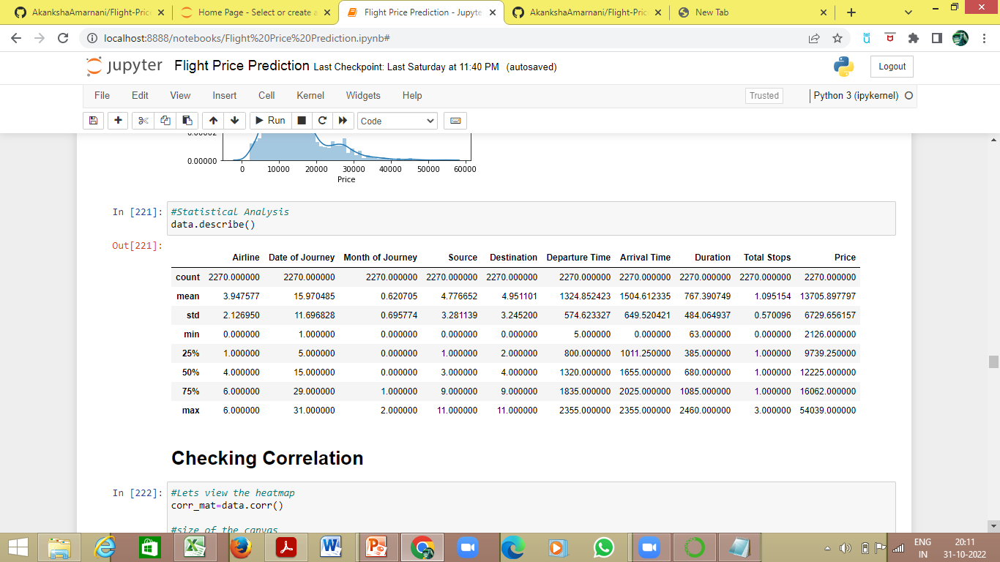 AkankshaAmarnani/Flight-Pric
Home Page - Select or create a
Flight Price Prediction - Jupyte
AkankshaAmarnani/Flight-Pric
New Tab
localhost:8888/notebooks/Flight%20Price%20Prediction.ipynb#
jupyter Flight Price Prediction Last Checkpoint: Last Saturday at 11:40 PM (autosaved)
Logout
File Edit View Insert Cell Kernel Widgets Help
Trusted
Python 3 (ipykernel)
Run
Code
0.00002
0.00000
0 10000 20000 30000 40000 50000 60000
Price
In [221]:
#Statistical Analysis
data.describe()
Out[221]:
Airline Date of Journey Month of Journey Source Destination Departure Time Arrival Time Duration Total Stops Price
count 2270.000000 2270.000000 2270.000000 2270.000000 2270.000000 2270.000000 2270.000000 2270.000000 2270.000000 2270.000000
mean 3.947577 15.970485 0.620705 4.776652 4.951101 1324.852423 1504.612335 767.390749 1.095154 13705.897797
std 2.126950 11.696828 0.695774 3.281139 3.245200 574.623327 649.520421 484.064937 0.570096 6729.656157
min 0.000000 1.000000 0.000000 0.000000 0.000000 5.000000 0.000000 63.000000 0.000000 2126.000000
25% 1.000000 5.000000 0.000000 1.000000 2.000000 800.000000 1011.250000 385.000000 1.000000 9739.250000
50% 4.000000 15.000000 0.000000 3.000000 4.000000 1320.000000 1655.000000 680.000000 1.000000 12225.000000
75% 6.000000 29.000000 1.000000 9.000000 9.000000 1835.000000 2025.000000 1085.000000 1.000000 16062.000000
max 6.000000 31.000000 2.000000 11.000000 11.000000 2355.000000 2355.000000 2460.000000 3.000000 54039.000000
Checking Correlation
In [222]:
#Lets view the heatmap
corr_mat=data.corr()
#size of the canvas
ENG
IN
20:11
31-10-2022